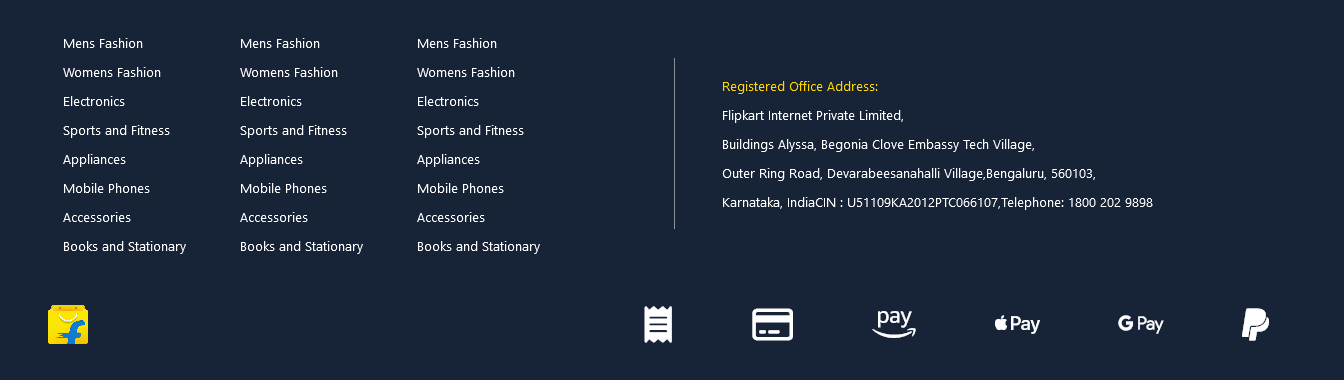 Mens Fashion
Womens Fashion
Electronics
Sports and Fitness
Appliances
Mobile Phones
Accessories
Books and Stationary
Mens Fashion
Womens Fashion
Electronics
Sports and Fitness
Appliances
Mobile Phones
Accessories
Books and Stationary
Mens Fashion
Womens Fashion
Electronics
Sports and Fitness
Appliances
Mobile Phones
Accessories
Books and Stationary
Registered Office Address:
Flipkart Internet Private Limited,
Buildings Alyssa, Begonia Clove Embassy Tech Village,
Outer Ring Road, Devarabeesanahalli Village,Bengaluru, 560103,
Karnataka, IndiaCIN : U51109KA2012PTC066107,Telephone: 1800 202 9898
f
pay
Pay
G Pay
P